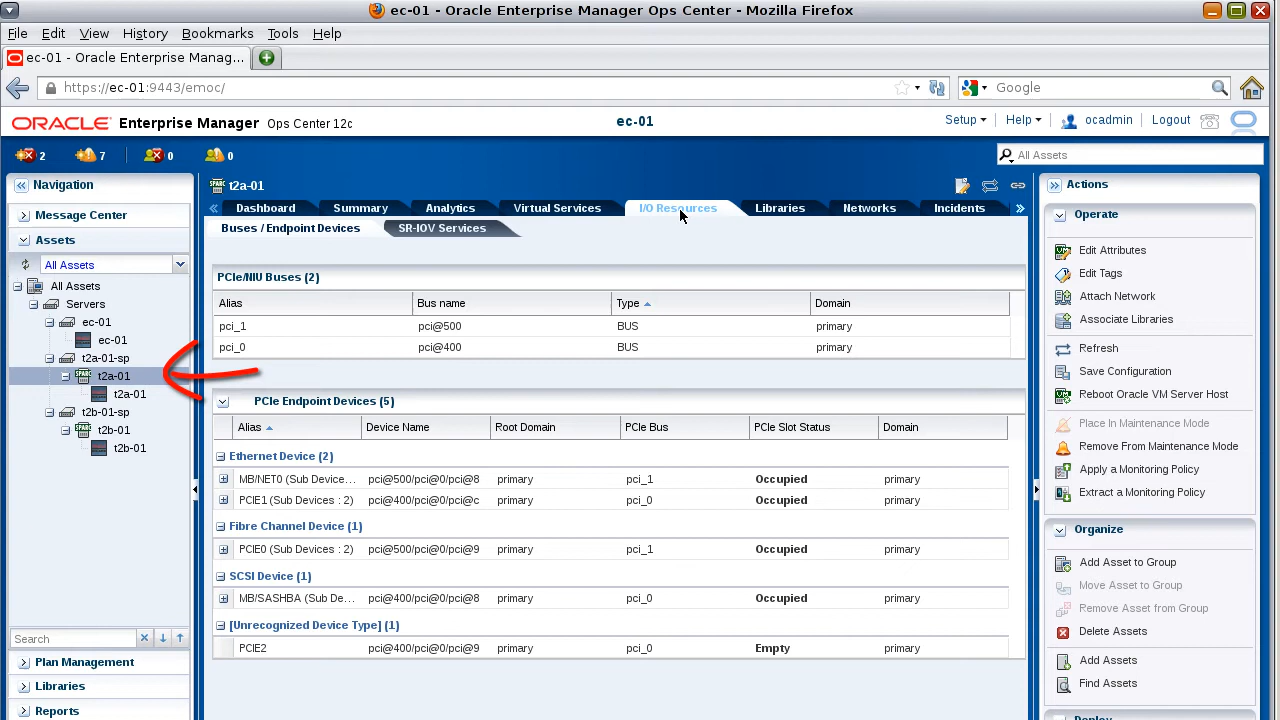 ec-01 - Oracle Enterprise Manager Ops Center - Mozilla Firefox
File Edit View History Bookmarks Tools Help
ec-01 - Oracle Enterprise Manag...
https://ec-01:9443/emoc/
Google
ORACLE Enterprise Manager Ops Center 12c
ec-01
Setup Help ocadmin Logout
2 7 0 0
All Assets
Navigation
Message Center
Assets
All Assets
All Assets
Servers
ec-01
ec-01
t2a-01-sp
SPARC t2a-01
t2a-01
t2b-01-sp
SPARC t2b-01
t2b-01
Search
Plan Management
Libraries
Reports
SPARC t2a-01
Dashboard Summary Analytics Virtual Services I/O Resources Libraries Networks Incidents
Buses / Endpoint Devices SR-IOV Services
PCIe/NIU Buses (2)
Alias Bus name Type Domain
pci_1 pci@500 BUS primary
pci_0 pci@400 BUS primary
PCIe Endpoint Devices (5)
Alias Device Name Root Domain PCIe Bus PCIe Slot Status Domain
Ethernet Device (2)
MB/NET0 (Sub Device... pci@500/pci@0/pci@8 primary pci_1 Occupied primary
PCIE1 (Sub Devices : 2) pci@400/pci@0/pci@c primary pci_0 Occupied primary
Fibre Channel Device (1)
PCIE0 (Sub Devices : 2) pci@500/pci@0/pci@9 primary pci_1 Occupied primary
SCSI Device (1)
MB/SASHBA (Sub De... pci@400/pci@0/pci@8 primary pci_0 Occupied primary
[Unrecognized Device Type] (1)
PCIE2 pci@400/pci@0/pci@9 primary pci_0 Empty primary
Actions
Operate
Edit Attributes
Edit Tags
Attach Network
Associate Libraries
Refresh
Save Configuration
Reboot Oracle VM Server Host
Place In Maintenance Mode
Remove From Maintenance Mode
Apply a Monitoring Policy
Extract a Monitoring Policy
Organize
Add Asset to Group
Move Asset to Group
Remove Asset from Group
Delete Assets
Add Assets
Find Assets
Deploy